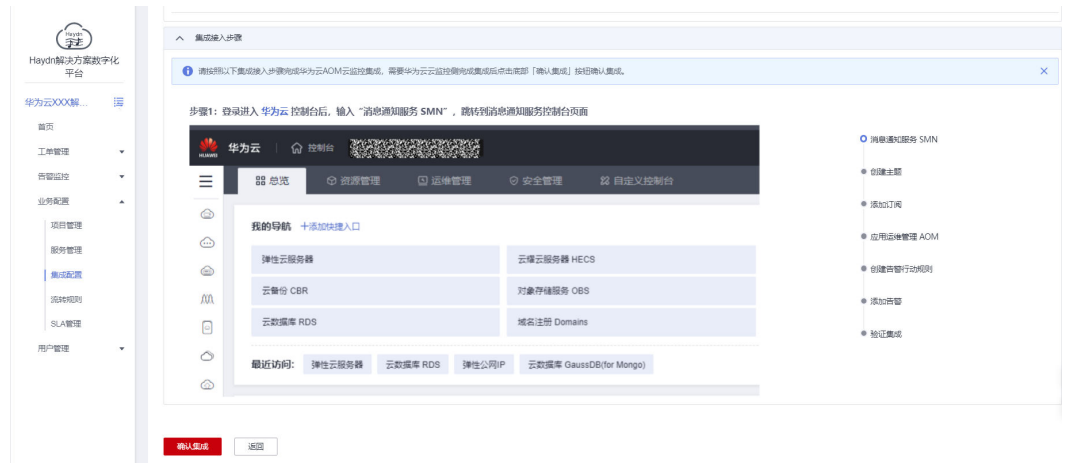 Haydn
Haydn解决方案数字化
平台
华为云XXX解...
首页
工单管理
告警监控
业务配置
项目管理
服务管理
集成配置
流转规则
SLA管理
用户管理
集成接入步骤
请按照以下集成接入步骤完成华为云AOM云监控集成，需要华为云云监控侧完成集成后点击底部「确认集成」按钮确认集成。
步骤1：登录进入 华为云 控制台后，输入“消息通知服务 SMN”，跳转到消息通知服务控制台页面
HUAWEI
华为云
控制台
总览
资源管理
运维管理
安全管理
自定义控制台
我的导航
+添加快捷入口
弹性云服务器
云耀云服务器 HECS
云备份 CBR
对象存储服务 OBS
云数据库 RDS
域名注册 Domains
最近访问:
弹性云服务器
云数据库 RDS
弹性公网IP
云数据库 GaussDB(for Mongo)
消息通知服务 SMN
创建主题
添加订阅
应用运维管理 AOM
创建告警行动规则
添加告警
验证集成
确认集成
返回